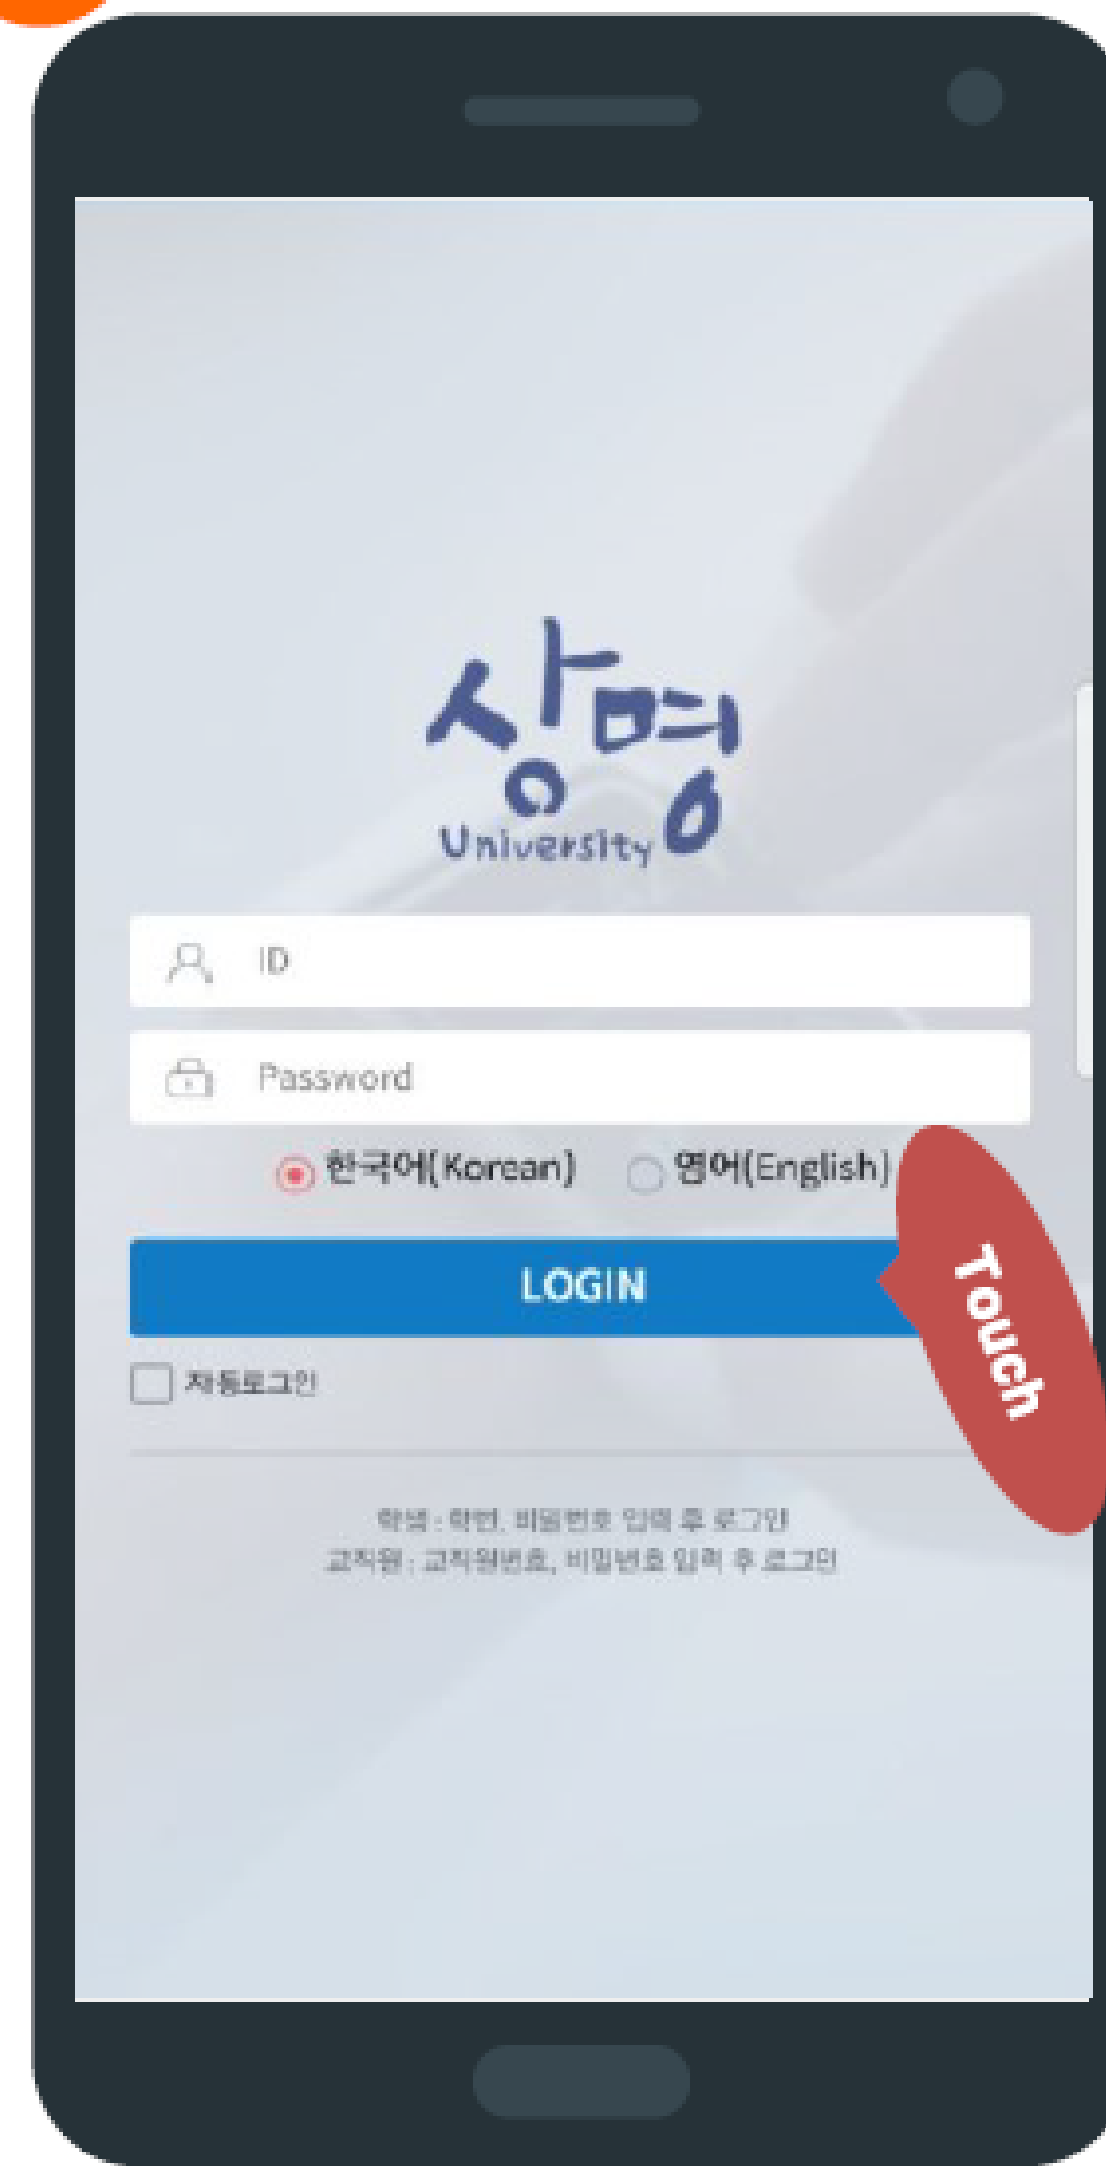 상명
University
ID
Password
한국어(Korean) 영어(English)
LOGIN
Touch
자동로그인
학생 : 학번, 비밀번호 입력 후 로그인
교직원 : 교직원번호, 비밀번호 입력 후 로그인